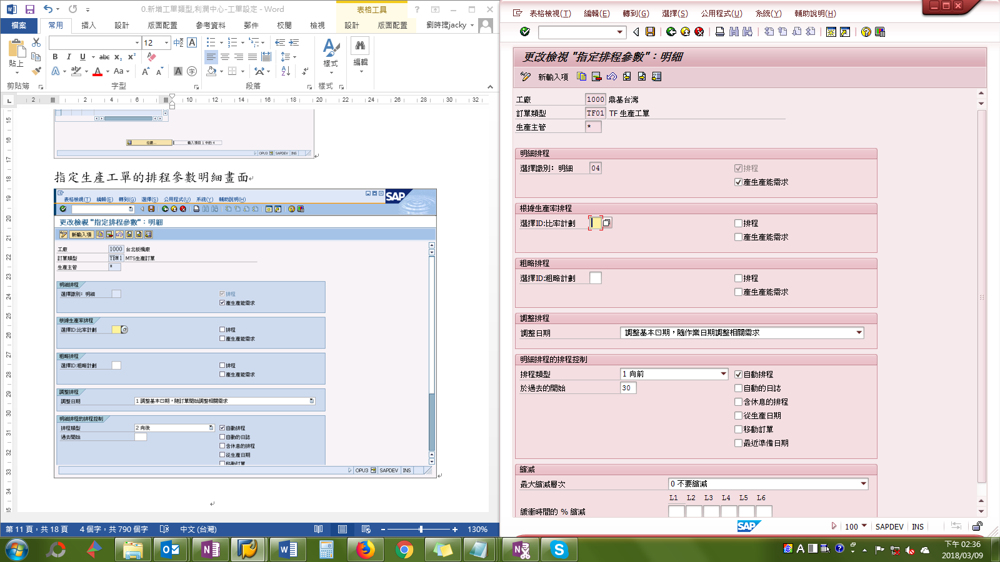 0.新增工單類型,利潤中心-工單設定 - Word
表格工具
檔案 常用 插入 設計 版面配置 參考資料 郵件 校閱 檢視 設計 版面配置 劉時捷jacky
貼上
12
樣式
編輯
剪貼簿 字型 段落 樣式
2 2 4 6 10 12 14 16 18 20 22 24 26 28 30 32
位置... 輸入項目 1 中的 4
OPU3 SAPDEV INS
指定生產工單的排程參數明細畫面
表格檢視(T) 編輯(E) 轉到(G) 選擇(S) 公用程式(U) 系統(Y) 輔助說明(H)
SAP
更改檢視 "指定排程參數"：明細
新輸入項
工廠 1000 台北板橋廠
訂單類型 YBM1 MTS生產訂單
生產主管 *
明細排程
選擇識別: 明細 排程
產生產能需求
根據生產率排程
選擇ID:比率計劃 排程
產生產能需求
粗略排程
選擇ID:粗略計劃 排程
產生產能需求
調整排程
調整日期 1 調整基本日期，隨訂單開始調整相關需求
明細排程的排程控制
排程類型 2 向後 自動排程
過去開始 自動的日誌
含休息的排程
從生產日期
移動訂單
OPU3 SAPDEV INS
第 11 頁，共 18 頁 4 個字，共 790 個字 中文 (台灣) 130%
表格檢視(T) 編輯(E) 轉到(G) 選擇(S) 公用程式(U) 系統(Y) 輔助說明(H)
更改檢視 "指定排程參數"：明細
新輸入項
工廠 1000 鼎基台灣
訂單類型 TF01 TF 生產工單
生產主管 *
明細排程
選擇識別: 明細 04 排程
產生產能需求
根據生產率排程
選擇ID:比率計劃 排程
產生產能需求
粗略排程
選擇ID:粗略計劃 排程
產生產能需求
調整排程
調整日期 調整基本日期，隨作業日期調整相關需求
明細排程的排程控制
排程類型 1 向前 自動排程
於過去的開始 30 自動的日誌
含休息的排程
從生產日期
移動訂單
最近準備日期
縮減
最大縮減層次 0 不要縮減
L1 L2 L3 L4 L5 L6
緩衝時間的 % 縮減
SAP 100 SAPDEV INS
下午 02:36
2018/03/09